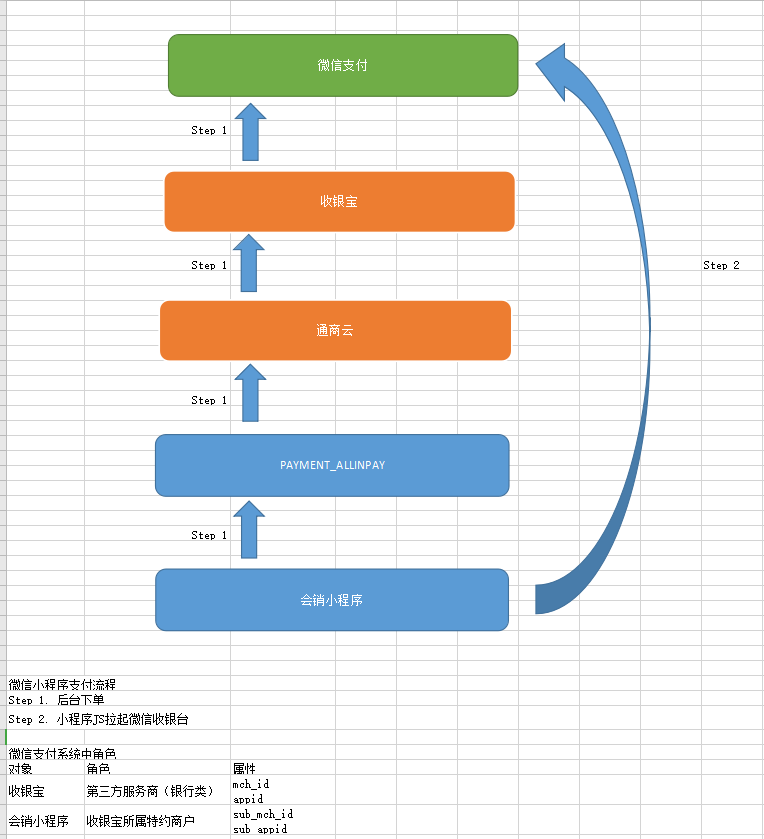 微信支付
Step 1
收银宝
Step 1
Step 2
通商云
Step 1
PAYMENT_ALLINPAY
Step 1
会销小程序
微信小程序支付流程
Step 1. 后台下单
Step 2. 小程序JS拉起微信收银台
微信支付系统中角色
对象 角色 属性
收银宝 第三方服务商（银行类） mch_id
appid
会销小程序 收银宝所属特约商户 sub_mch_id
sub_appid